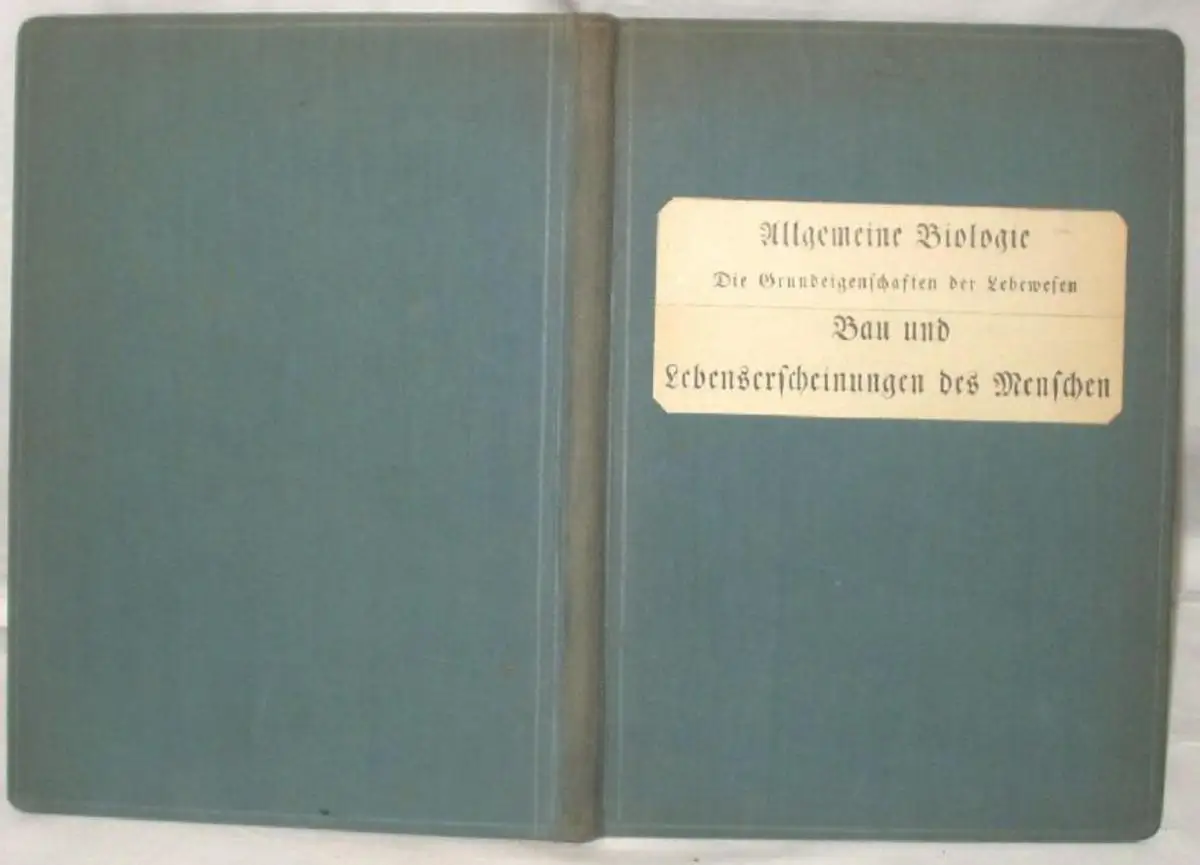 Allgemeine Biologie
Die Grundeigenſchaften der Lebeweſen
Bau und
Lebenserſcheinungen des Menſchen